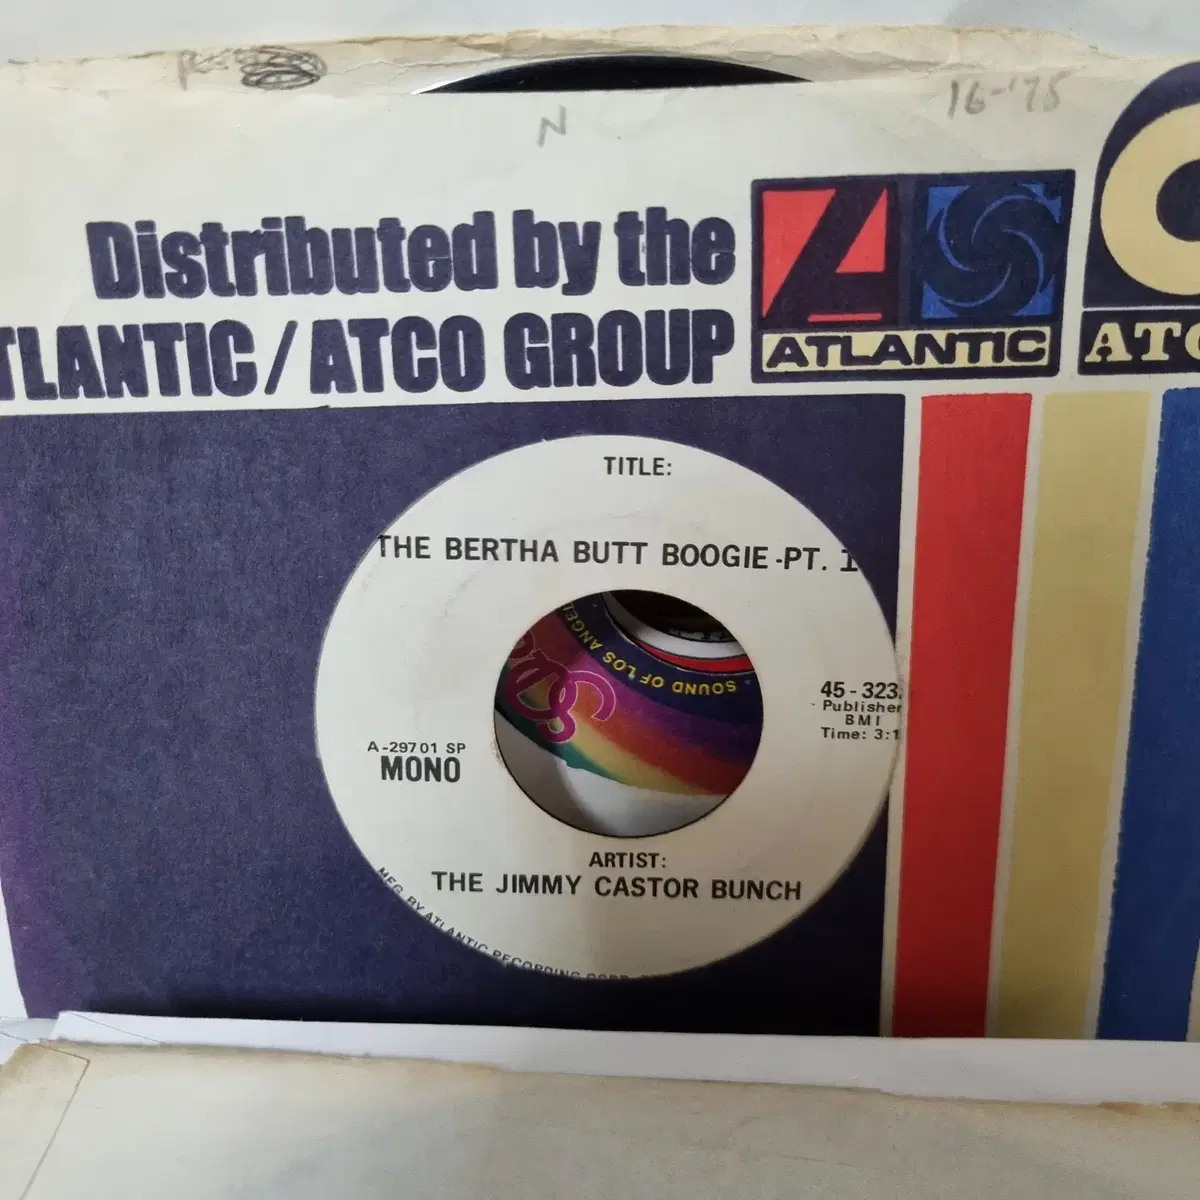 N
16-'75
Distributed by the
TLANTIC/ATCO GROUP
ATLANTIC
ATC
TITLE:
THE BERTHA BUTT BOOGIE-PT. 1
SOUND OF LOS ANGEL
45-323
Publisher
BMI
Time: 3:1
A-29701 SP
MONO
ARTIST:
THE JIMMY CASTOR BUNCH
MFG. BY ATLANTIC RECORDING CORP.